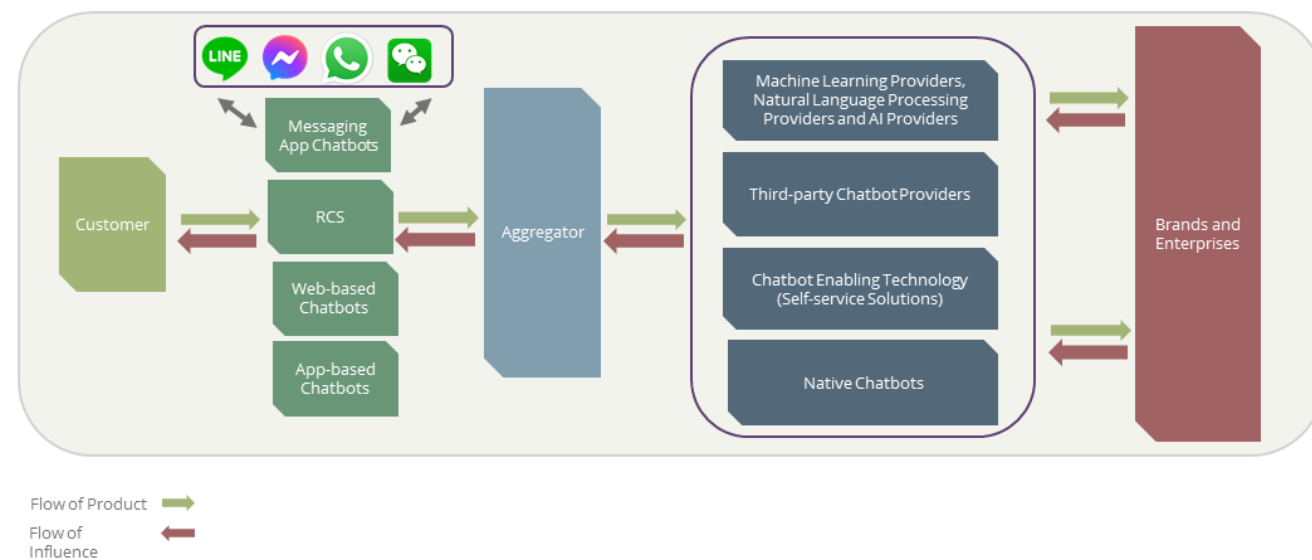 LINE
Messaging
App Chatbots
Customer
RCS
Web-based
Chatbots
App-based
Chatbots
Aggregator
Machine Learning Providers,
Natural Language Processing
Providers and AI Providers
Third-party Chatbot Providers
Chatbot Enabling Technology
(Self-service Solutions)
Native Chatbots
Brands and
Enterprises
Flow of Product
Flow of
Influence